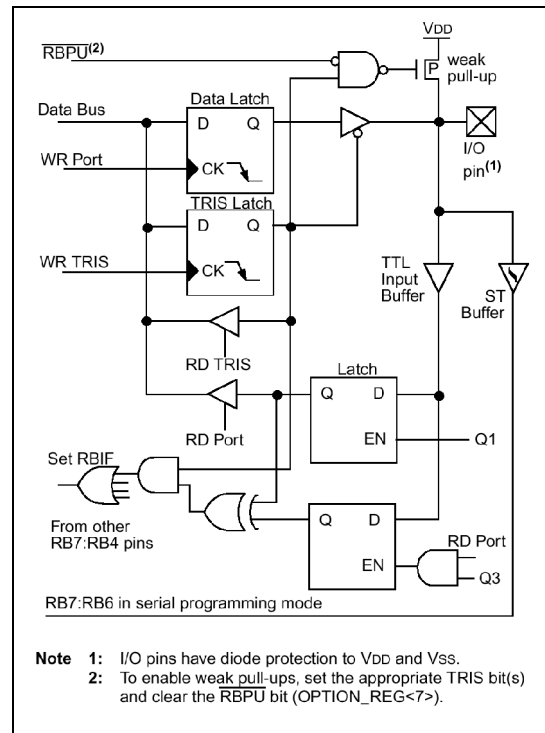 VDD
RBPU(2)
P
weak
pull-up
Data Bus
Data Latch
D
Q
I/O
pin(1)
WR Port
CK
TRIS Latch
D
Q
WR TRIS
CK
TTL
Input
Buffer
ST
Buffer
RD TRIS
Latch
Q
D
RD Port
EN
Q1
Set RBIF
From other
RB7:RB4 pins
Q
D
RD Port
EN
Q3
RB7:RB6 in serial programming mode
Note 1: I/O pins have diode protection to VDD and VSS.
2: To enable weak pull-ups, set the appropriate TRIS bit(s)
and clear the RBPU bit (OPTION_REG<7>).